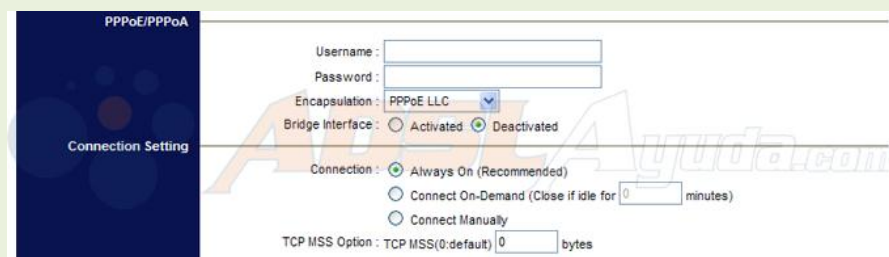 PPPoE/PPPoA
Username :
Password :
Encapsulation : PPPoE LLC
Bridge Interface : Activated Deactivated
Connection Setting
Connection : Always On (Recommended)
Connect On-Demand (Close if idle for 0 minutes)
Connect Manually
TCP MSS Option : TCP MSS(0:default) 0 bytes
ADSLAyuda.com